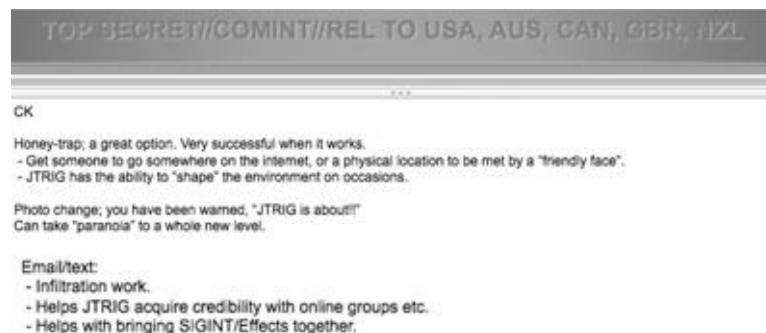 TOP SECRET//COMINT//REL TO USA, AUS, CAN, GBR, NZL
CK
Honey-trap; a great option. Very successful when it works.
- Get someone to go somewhere on the internet, or a physical location to be met by a "friendly face".
- JTRIG has the ability to "shape" the environment on occasions.
Photo change; you have been warned, "JTRIG is about!!"
Can take "paranoia" to a whole new level.
Email/text:
- Infiltration work.
- Helps JTRIG acquire credibility with online groups etc.
- Helps with bringing SIGINT/Effects together.